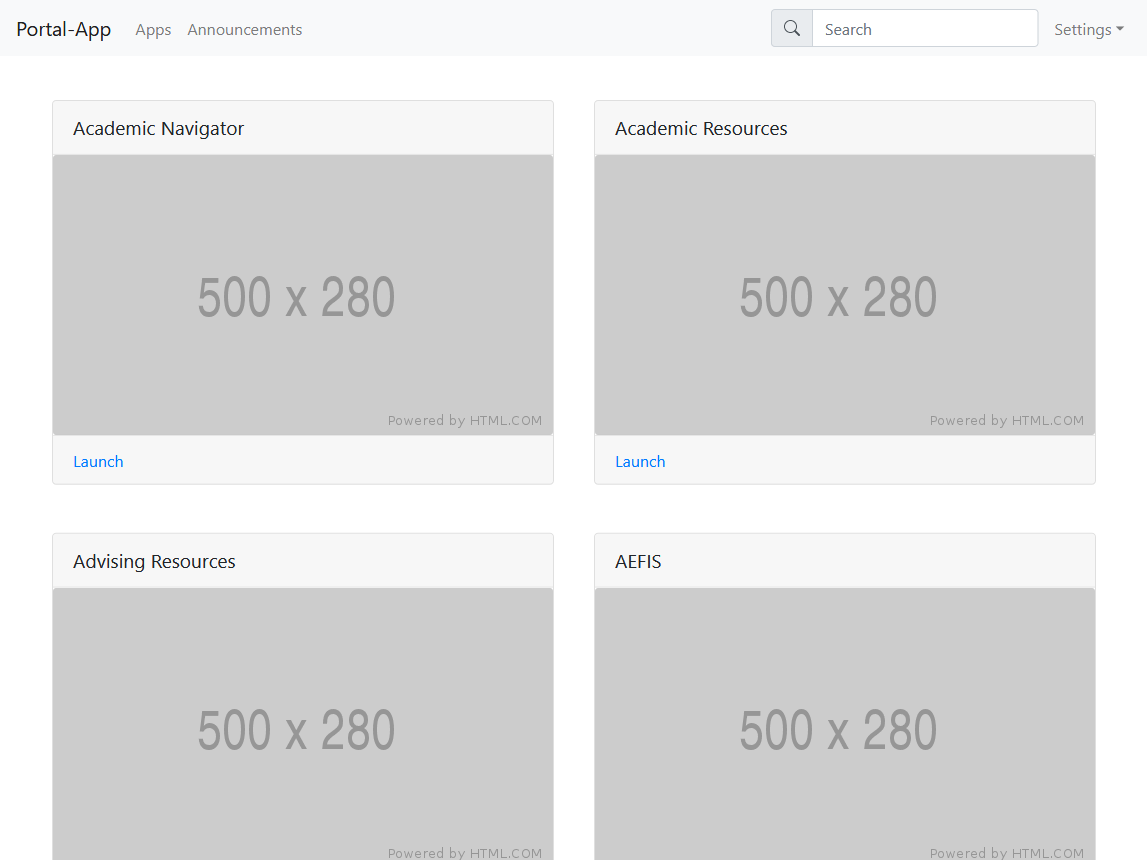 Portal-App Apps Announcements Search Settings
Academic Navigator
500 x 280
Powered by HTML.COM
Launch
Academic Resources
500 x 280
Powered by HTML.COM
Launch
Advising Resources
500 x 280
Powered by HTML.COM
AEFIS
500 x 280
Powered by HTML.COM